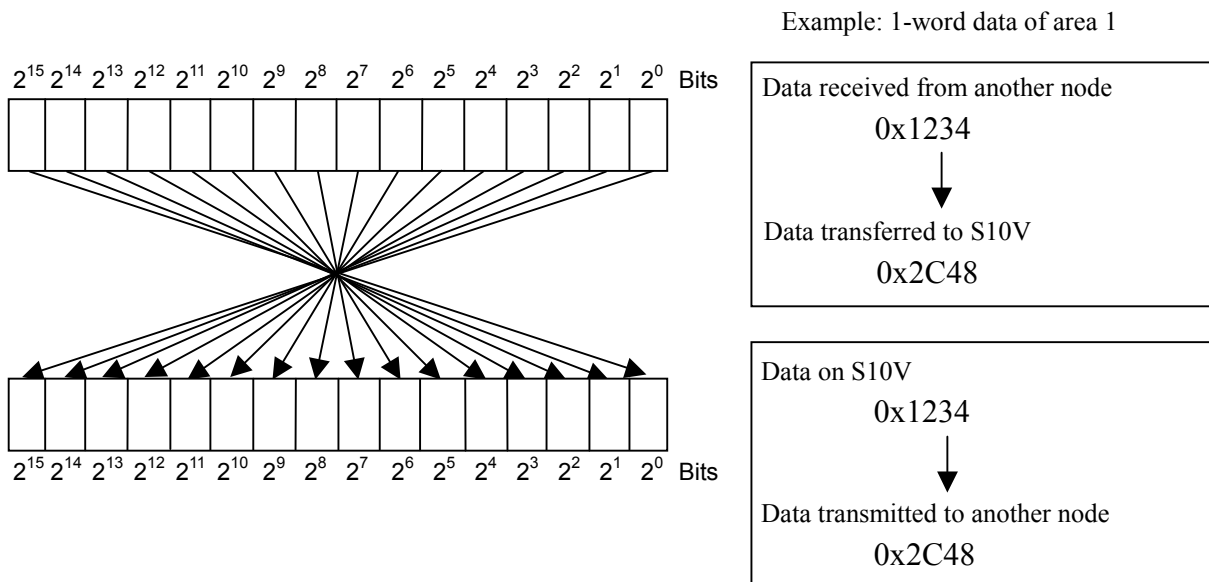 Example: 1-word data of area 1
2^15 2^14 2^13 2^12 2^11 2^10 2^9 2^8 2^7 2^6 2^5 2^4 2^3 2^2 2^1 2^0 Bits
2^15 2^14 2^13 2^12 2^11 2^10 2^9 2^8 2^7 2^6 2^5 2^4 2^3 2^2 2^1 2^0 Bits
Data received from another node
0x1234
Data transferred to S10V
0x2C48
Data on S10V
0x1234
Data transmitted to another node
0x2C48